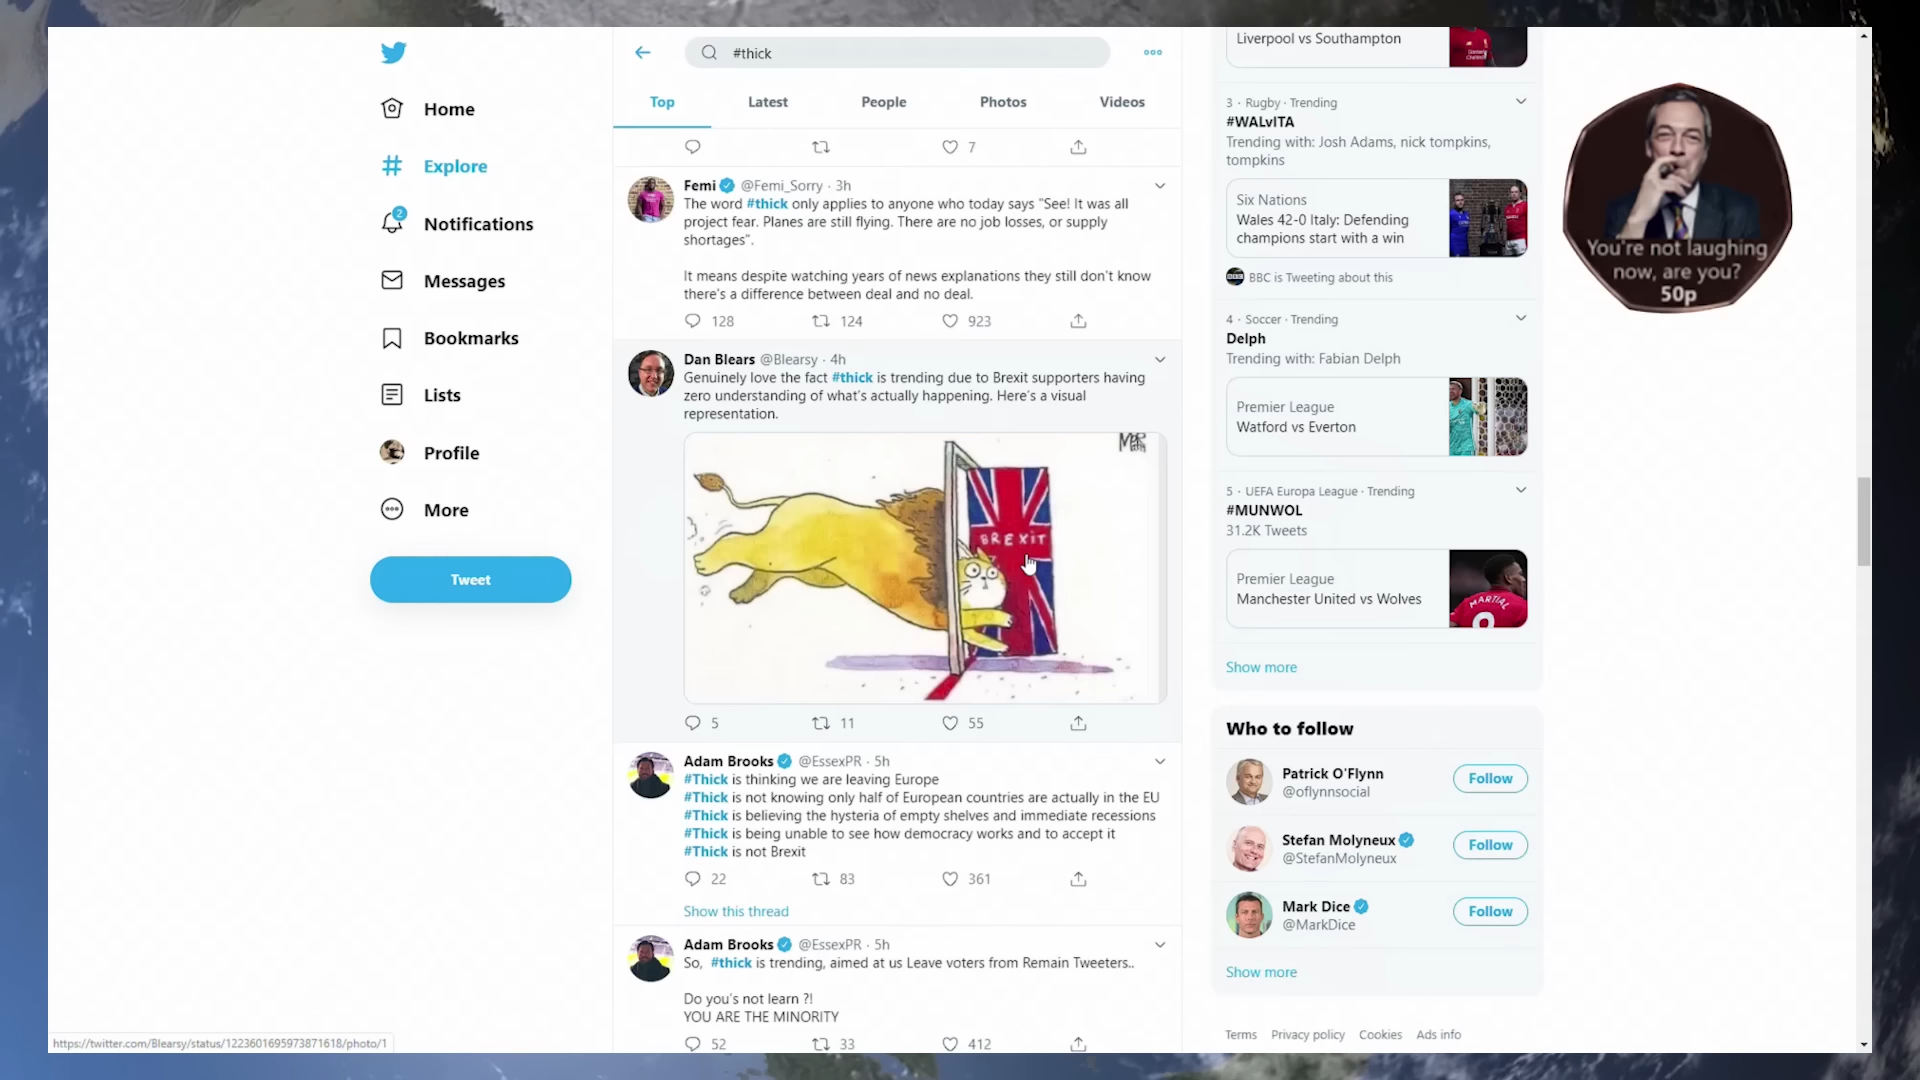 Home
Explore
2
Notifications
Messages
Bookmarks
Lists
Profile
More
Tweet
#thick
Top
Latest
People
Photos
Videos
7
Femi @Femi_Sorry · 3h
The word #thick only applies to anyone who today says "See! It was all
project fear. Planes are still flying. There are no job losses, or supply
shortages".
It means despite watching years of news explanations they still don't know
there's a difference between deal and no deal.
128 124 923
Dan Blears @Blearsy · 4h
Genuinely love the fact #thick is trending due to Brexit supporters having
zero understanding of what's actually happening. Here's a visual
representation.
BREXIT
5 11 55
Adam Brooks @EssexPR · 5h
#Thick is thinking we are leaving Europe
#Thick is not knowing only half of European countries are actually in the EU
#Thick is believing the hysteria of empty shelves and immediate recessions
#Thick is being unable to see how democracy works and to accept it
#Thick is not Brexit
22 83 361
Show this thread
Adam Brooks @EssexPR · 5h
So, #thick is trending, aimed at us Leave voters from Remain Tweeters..
Do you's not learn ?!
YOU ARE THE MINORITY
52 33 412
Liverpool vs Southampton
3 · Rugby · Trending
#WALvITA
Trending with: Josh Adams, nick tompkins,
tompkins
Six Nations
Wales 42-0 Italy: Defending
champions start with a win
BBC is Tweeting about this
4 · Soccer · Trending
Delph
Trending with: Fabian Delph
Premier League
Watford vs Everton
5 · UEFA Europa League · Trending
#MUNWOL
31.2K Tweets
Premier League
Manchester United vs Wolves
MARTIAL
9
Show more
Who to follow
Patrick O'Flynn
@oflynnsocial
Follow
Stefan Molyneux
@StefanMolyneux
Follow
Mark Dice
@MarkDice
Follow
Show more
Terms Privacy policy Cookies Ads info
You're not laughing
now, are you?
50p
https://twitter.com/Blearsy/status/1223601695973871618/photo/1